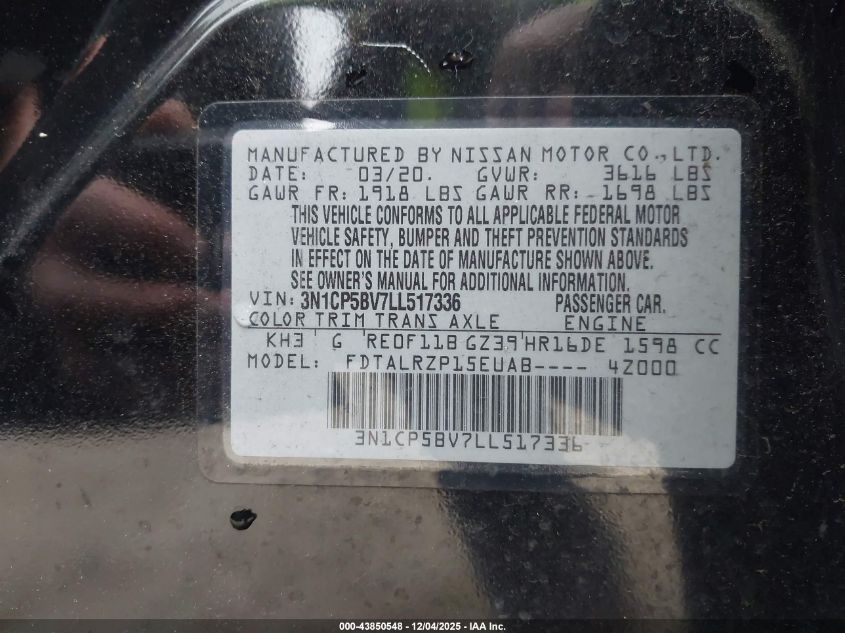 MANUFACTURED BY NISSAN MOTOR CO., LTD.
DATE: 03/20. GVWR: 3616 LBS
GAWR FR: 1918 LBS GAWR RR: 1698 LBS
THIS VEHICLE CONFORMS TO ALL APPLICABLE FEDERAL MOTOR
VEHICLE SAFETY, BUMPER AND THEFT PREVENTION STANDARDS
IN EFFECT ON THE DATE OF MANUFACTURE SHOWN ABOVE.
SEE OWNER'S MANUAL FOR ADDITIONAL INFORMATION.
VIN: 3N1CP5BV7LL517336 PASSENGER CAR.
COLOR TRIM TRANS AXLE ENGINE
KH3 G RE0F11B GZ39 HR16DE 1598 CC
MODEL: FDTALRZP15EUAB---- 4Z000
3N1CP5BV7LL517336
000-43850548 - 12/04/2025 - IAA Inc.